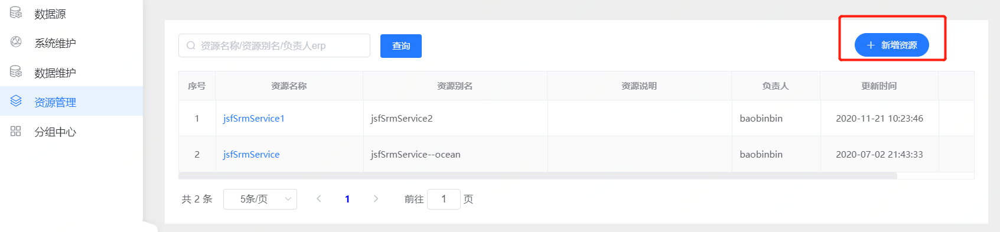 数据源
系统维护
数据维护
资源管理
分组中心
资源名称/资源别名/负责人erp
查询
新增资源
序号 资源名称 资源别名 资源说明 负责人 更新时间
1 jsfSrmService1 jsfSrmService2 baobinbin 2020-11-21 10:23:46
2 jsfSrmService jsfSrmService--ocean baobinbin 2020-07-02 21:43:33
共 2 条 5条/页 1 前往 1 页